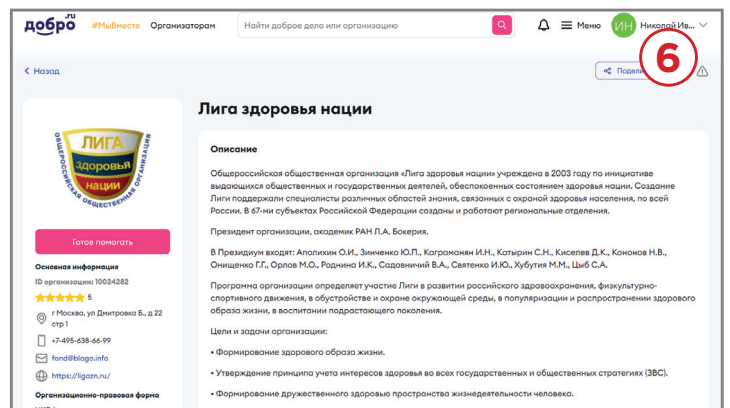 добро.ru #МыВместе Организаторам Найти доброе дело или организацию Меню ИН Николай Ив...
Назад
6
Лига здоровья нации
ОБЩЕРОССИЙСКАЯ ОБЩЕСТВЕННАЯ ОРГАНИЗАЦИЯ
ЛИГА
здоровья
нации
Готов помогать
Основная информация
ID организации: 10024282
5
г Москва, ул Дмитровка Б., д 22
стр 1
+7-495-638-66-99
fond@blago.info
https://ligazn.ru/
Организационно-правовая форма
Описание
Общероссийская общественная организация «Лига здоровья нации» учреждена в 2003 году по инициативе
выдающихся общественных и государственных деятелей, обеспокоенных состоянием здоровья нации. Создание
Лиги поддержали специалисты различных областей знания, связанных с охраной здоровья населения, по всей
России. В 67-ми субъектах Российской Федерации созданы и работают региональные отделения.
Президент организации, академик РАН Л.А. Бокерия.
В Президиум входят: Аполихин О.И., Зинченко Ю.П., Каграманян И.Н., Катырин С.Н., Киселев Д.К., Кононов Н.В.,
Онищенко Г.Г., Орлов М.О., Роднина И.К., Садовничий В.А., Святенко И.Ю., Хубутия М.М., Цыб С.А.
Программа организации определяет участие Лиги в развитии российского здравоохранения, физкультурно-
спортивного движения, в обустройстве и охране окружающей среды, в популяризации и распространении здорового
образа жизни, в воспитании подрастающего поколения.
Цели и задачи организации:
• Формирование здорового образа жизни.
• Утверждение принципа учета интересов здоровья во всех государственных и общественных стратегиях (ЗВС).
• Формирование дружественного здоровью пространства жизнедеятельности человека.